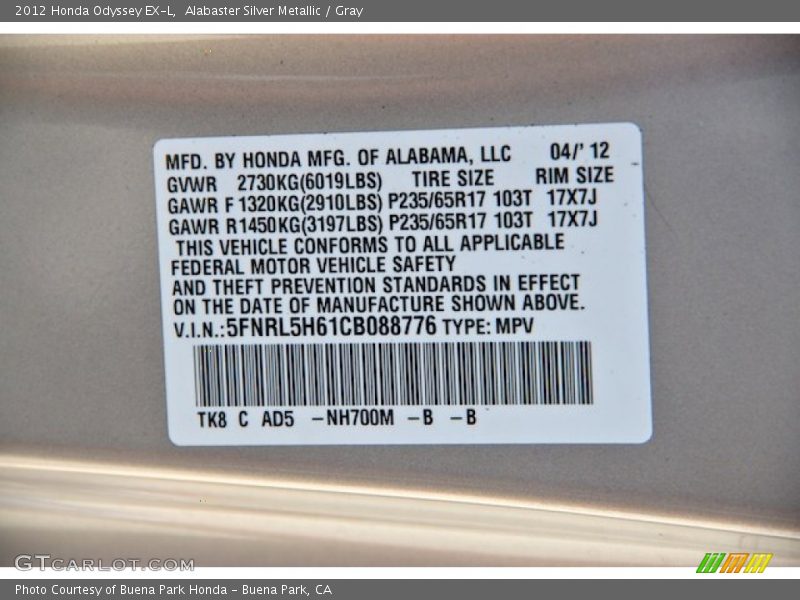 2012 Honda Odyssey EX-L, Alabaster Silver Metallic / Gray
MFD. BY HONDA MFG. OF ALABAMA, LLC 04/' 12
GVWR 2730KG(6019LBS) TIRE SIZE RIM SIZE
GAWR F 1320KG(2910LBS) P235/65R17 103T 17X7J
GAWR R1450KG(3197LBS) P235/65R17 103T 17X7J
THIS VEHICLE CONFORMS TO ALL APPLICABLE
FEDERAL MOTOR VEHICLE SAFETY
AND THEFT PREVENTION STANDARDS IN EFFECT
ON THE DATE OF MANUFACTURE SHOWN ABOVE.
V.I.N.:5FNRL5H61CB088776 TYPE: MPV
TK8 C AD5 -NH700M -B -B
GTCARLOT.COM
Photo Courtesy of Buena Park Honda - Buena Park, CA